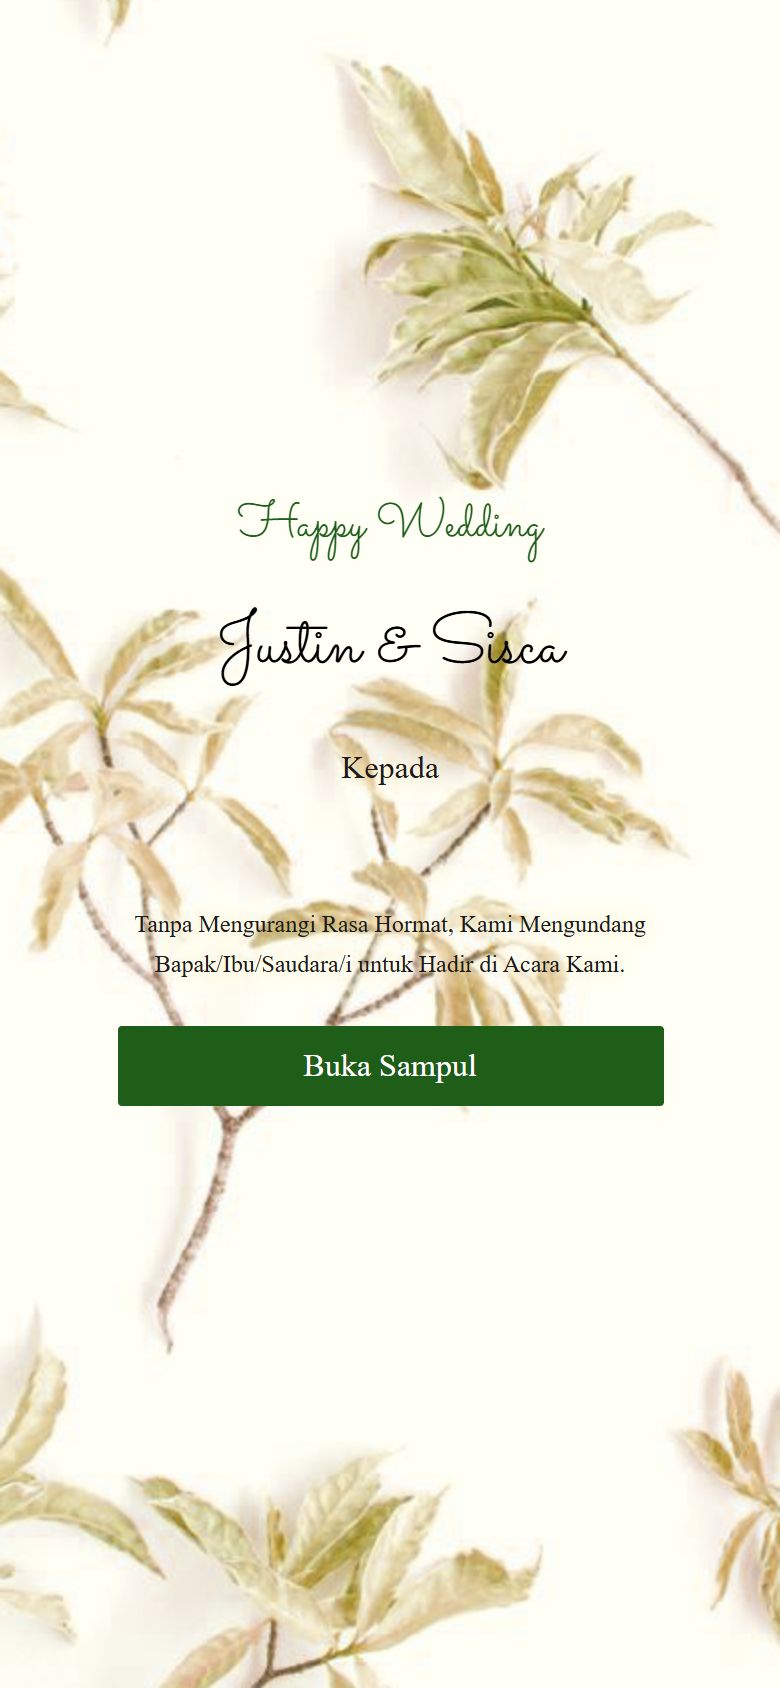 Happy Wedding
Justin & Sisca
Kepada
Tanpa Mengurangi Rasa Hormat, Kami Mengundang
Bapak/Ibu/Saudara/i untuk Hadir di Acara Kami.
Buka Sampul